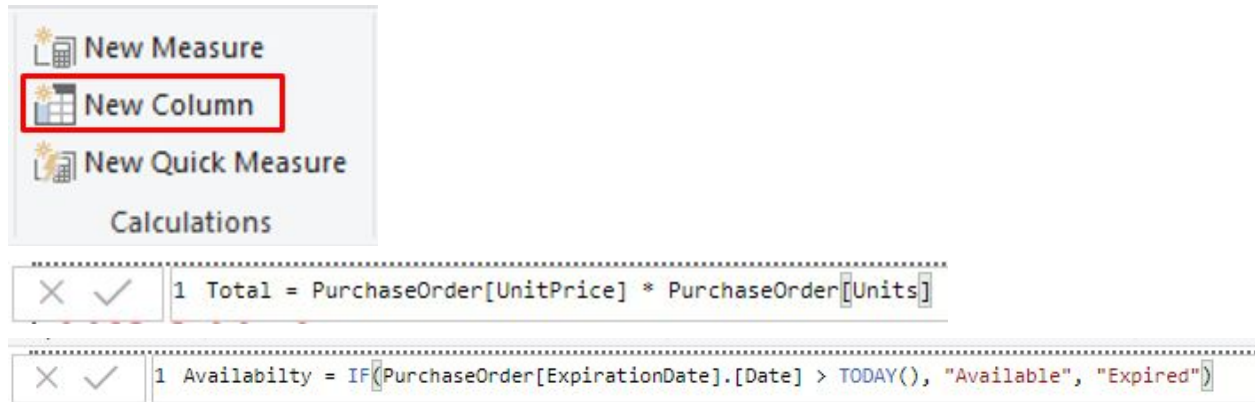 New Measure
New Column
New Quick Measure
Calculations
1 Total = PurchaseOrder[UnitPrice] * PurchaseOrder[Units]
1 Availabilty = IF(PurchaseOrder[ExpirationDate].[Date] > TODAY(), "Available", "Expired")